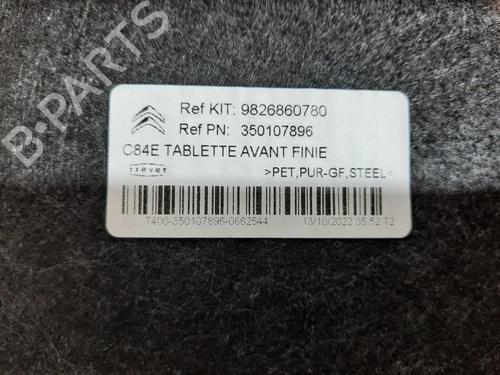 B-PARTS
Ref KIT: 9826860780
Ref PN: 350107896
C84E TABLETTE AVANT FINIE
treves
>PET,PUR-GF,STEEL<
T400-350107896-0662544
13/10/2022 05:52 T2